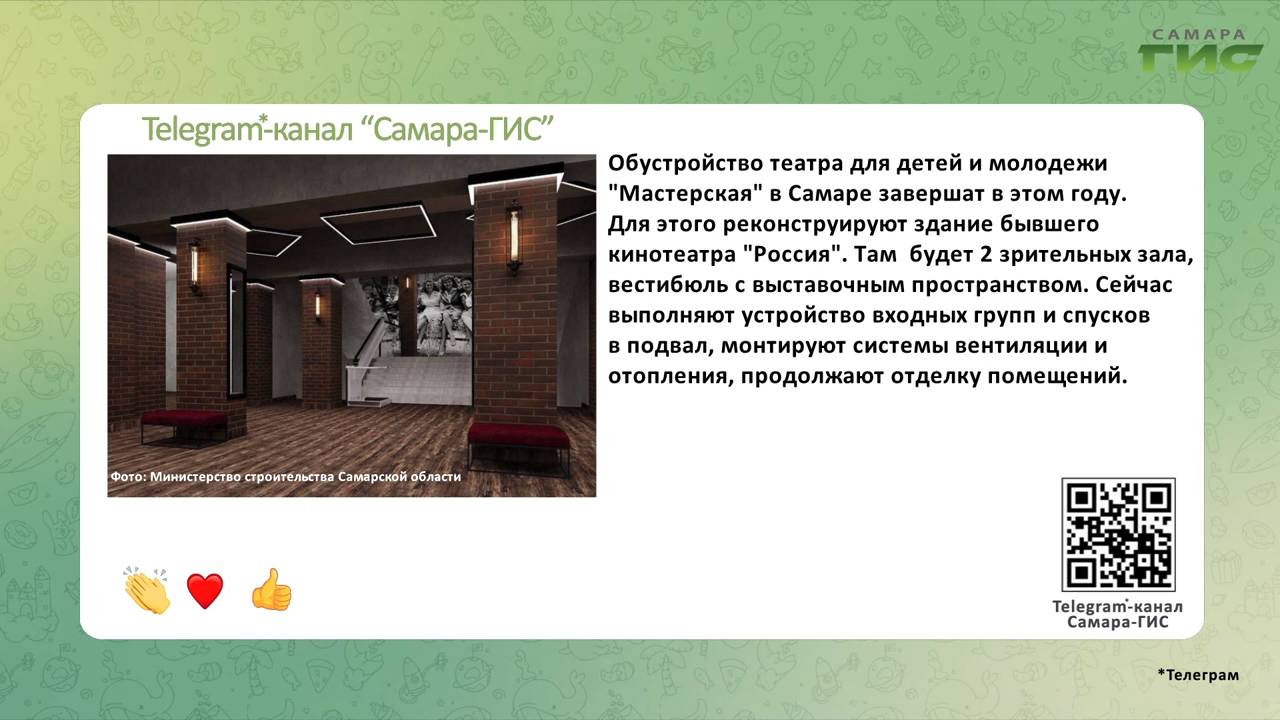 САМАРА
ГИС
Telegram*-канал “Самара-ГИС”
Обустройство театра для детей и молодежи
"Мастерская" в Самаре завершат в этом году.
Для этого реконструируют здание бывшего
кинотеатра "Россия". Там  будет 2 зрительных зала,
вестибюль с выставочным пространством. Сейчас
выполняют устройство входных групп и спусков
в подвал, монтируют системы вентиляции и
отопления, продолжают отделку помещений.
Фото: Министерство строительства Самарской области
Telegram*-канал
Самара-ГИС
*Телеграм